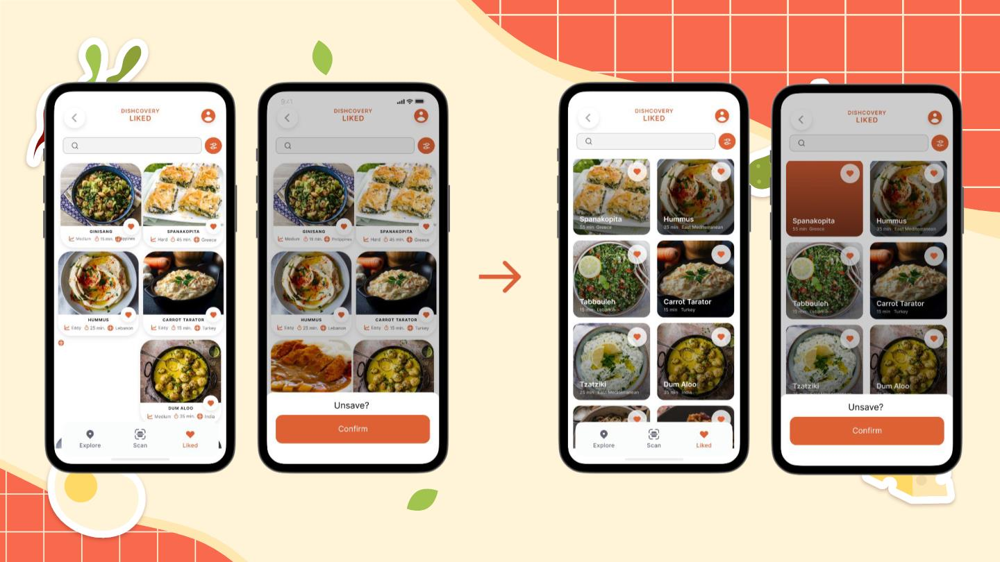 DISHCOVERY
LIKED
GINISANG
Medium 15 min.
SPANAKOPITA
Hard 45 min. Greece
HUMMUS
Easy 25 min. Lebanon
CARROT TARATOR
Easy 15 min. Turkey
DUM ALOO
Medium 35 min. India
Explore
Scan
Liked
9:41
DISHCOVERY
LIKED
GINISANG
Medium 15 min. Philippines
SPANAKOPITA
Hard 45 min. Greece
HUMMUS
Easy 25 min. Lebanon
CARROT TARATOR
Easy 15 min. Turkey
Unsave?
Confirm
DISHCOVERY
LIKED
Spanakopita
55 min Greece
Hummus
35 min East Mediterranean
Tabbouleh
15 min Lebanon
Carrot Tarator
15 min Turkey
Tzatziki
25 min East Mediterranean
Dum Aloo
35 min India
Explore
Scan
Liked
DISHCOVERY
LIKED
Spanakopita
55 min Greece
Hummus
35 min East Mediterranean
Tabbouleh
15 min Lebanon
Carrot Tarator
15 min Turkey
Tzatziki
Dum Aloo
Unsave?
Confirm